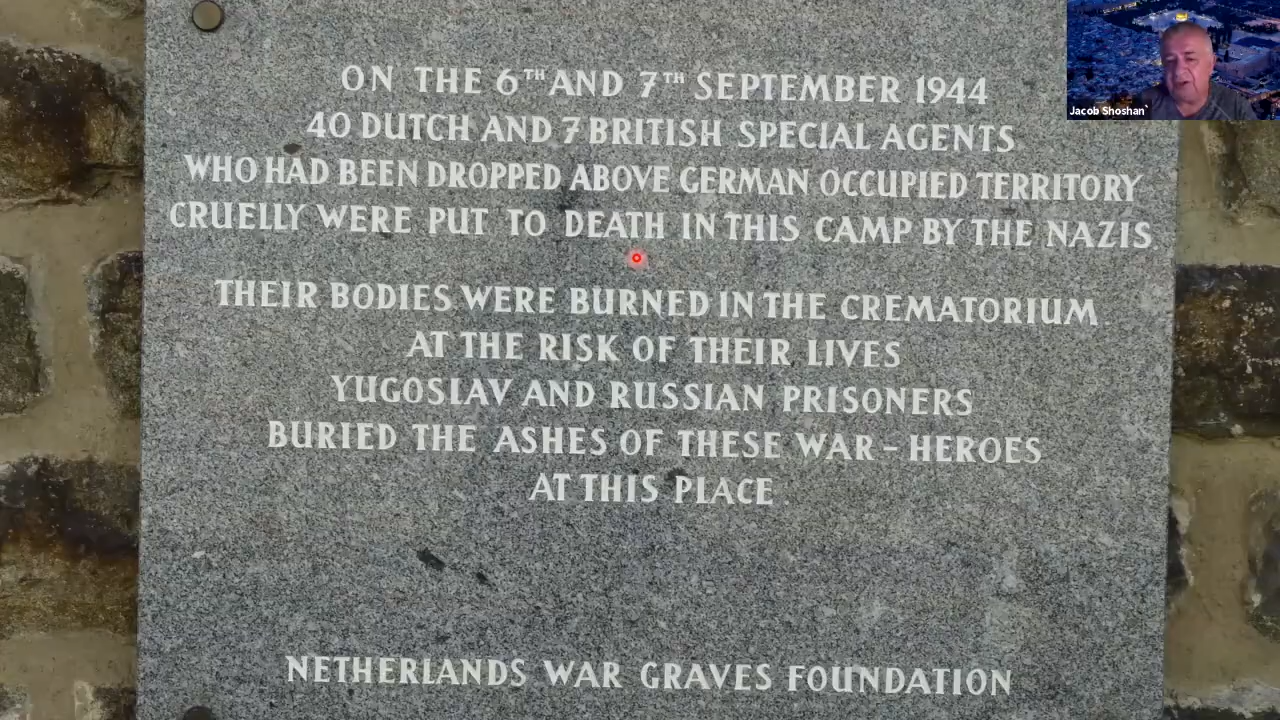 ON THE 6TH AND 7TH SEPTEMBER 1944
40 DUTCH AND 7 BRITISH SPECIAL AGENTS
WHO HAD BEEN DROPPED ABOVE GERMAN OCCUPIED TERRITORY
CRUELLY WERE PUT TO DEATH IN THIS CAMP BY THE NAZIS
THEIR BODIES WERE BURNED IN THE CREMATORIUM
AT THE RISK OF THEIR LIVES
YUGOSLAV AND RUSSIAN PRISONERS
BURIED THE ASHES OF THESE WAR-HEROES
AT THIS PLACE
NETHERLANDS WAR GRAVES FOUNDATION
Jacob Shoshan`